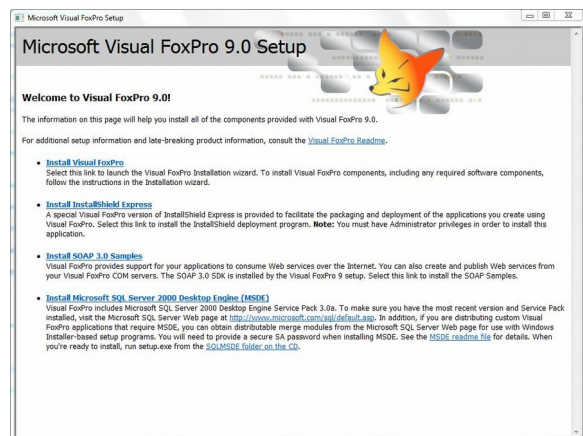 Microsoft Visual FoxPro Setup
Microsoft Visual FoxPro 9.0 Setup
Welcome to Visual FoxPro 9.0!
The information on this page will help you install all of the components provided with Visual FoxPro 9.0.
For additional setup information and late-breaking product information, consult the Visual FoxPro Readme.
• Install Visual FoxPro
Select this link to launch the Visual FoxPro Installation wizard. To install Visual FoxPro components, including any required software components,
follow the instructions in the Installation wizard.
• Install InstallShield Express
A special Visual FoxPro version of InstallShield Express is provided to facilitate the packaging and deployment of the applications you create using
Visual FoxPro. Select this link to install the InstallShield deployment program. Note: You must have Administrator privileges in order to install this
application.
• Install SOAP 3.0 Samples
Visual FoxPro provides support for your applications to consume Web services over the Internet. You can also create and publish Web services from
your Visual FoxPro COM servers. The SOAP 3.0 SDK is installed by the Visual FoxPro 9 setup. Select this link to install the SOAP Samples.
• Install Microsoft SQL Server 2000 Desktop Engine (MSDE)
Visual FoxPro includes Microsoft SQL Server 2000 Desktop Engine Service Pack 3.0a. To make sure you have the most recent version and Service Pack
installed, visit the Microsoft SQL Server Web page at http://www.microsoft.com/sql/default.asp. In addition, if you are distributing custom Visual
FoxPro applications that require MSDE, you can obtain distributable merge modules from the Microsoft SQL Server Web page for use with Windows
Installer-based setup programs. You will need to provide a secure SA password when installing MSDE. See the MSDE readme file for details. When
you're ready to install, run setup.exe from the SQLMSDE folder on the CD.